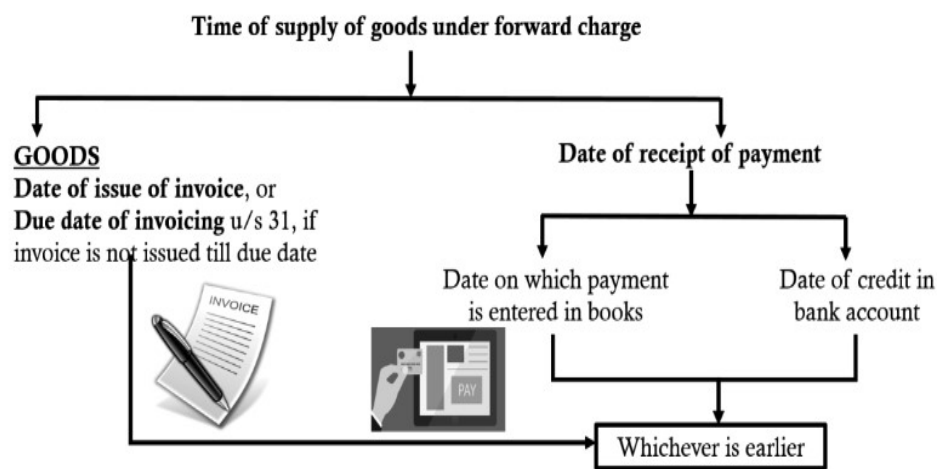 Time of supply of goods under forward charge
GOODS
Date of issue of invoice, or
Due date of invoicing u/s 31, if
invoice is not issued till due date
Date of receipt of payment
Date on which payment
is entered in books
Date of credit in
bank account
INVOICE
PAY
Whichever is earlier